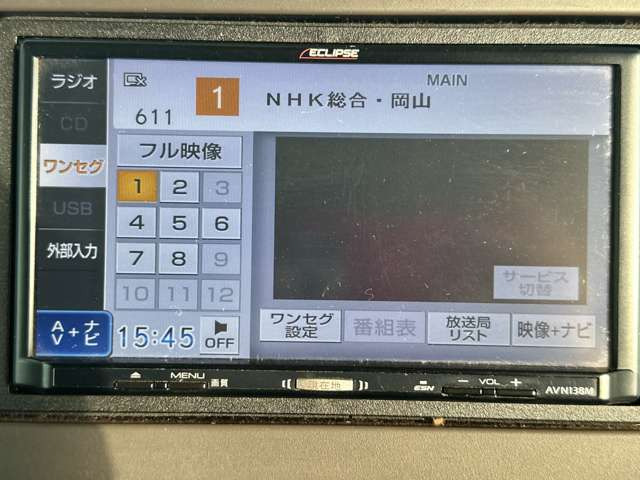 ECLIPSE
ラジオ
CD
ワンセグ
USB
外部入力
AV+ナビ
611
1
MAIN
NHK総合・岡山
フル映像
1 2 3
4 5 6
7 8 9
10 11 12
15:45
OFF
サービス
切替
ワンセグ
設定
番組表
放送局
リスト
映像+ナビ
MENU
画質
現在地
ESN
− VOL +
AVN138M